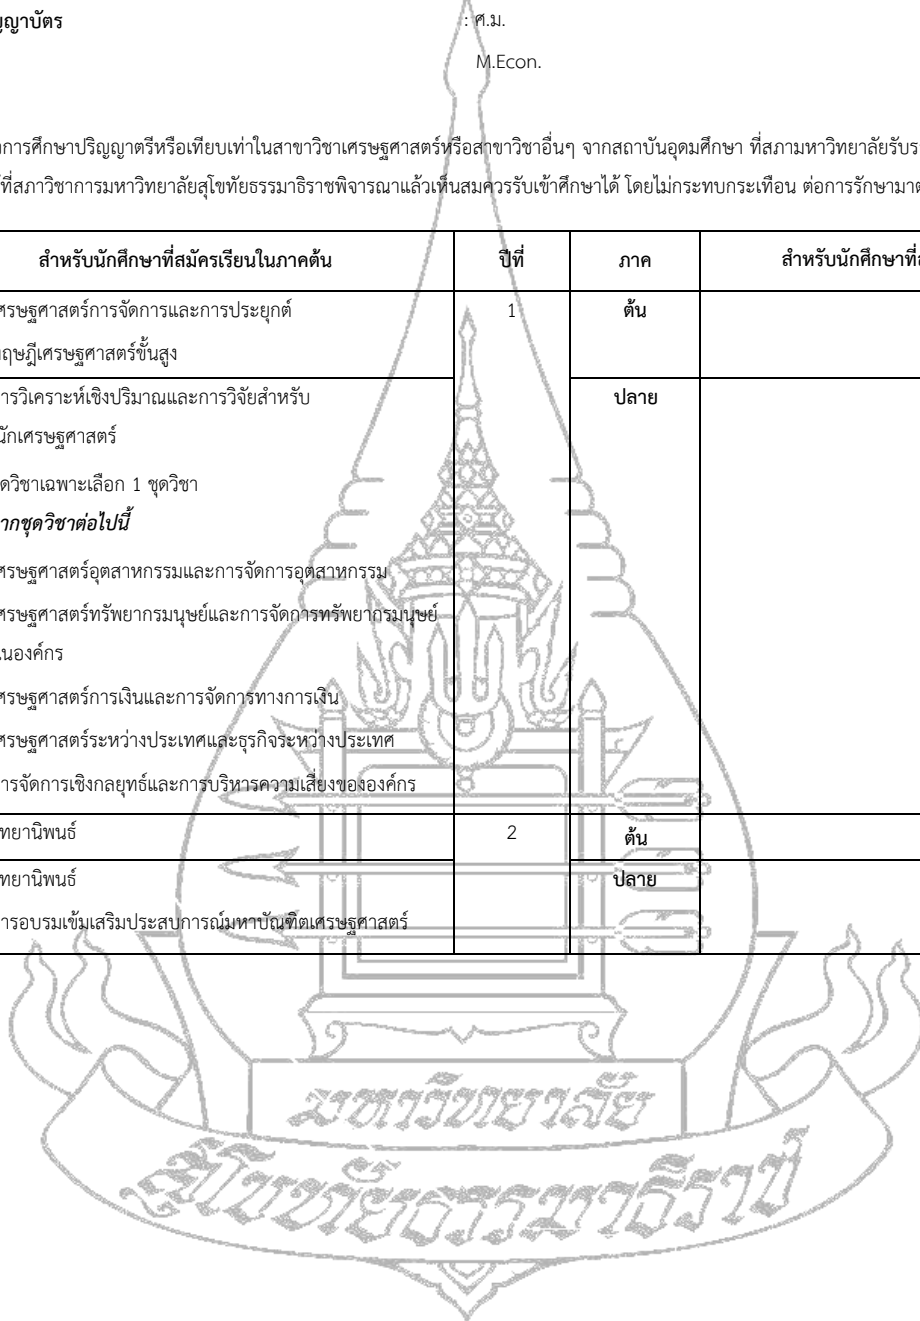 ญญาบัตร : ศ.ม.
M.Econ.
การศึกษาปริญญาตรีหรือเทียบเท่าในสาขาวิชาเศรษฐศาสตร์หรือสาขาวิชาอื่นๆ จากสถาบันอุดมศึกษา ที่สภามหาวิทยาลัยรับร
ที่สภาวิชาการมหาวิทยาลัยสุโขทัยธรรมาธิราชพิจารณาแล้วเห็นสมควรรับเข้าศึกษาได้ โดยไม่กระทบกระเทือน ต่อการรักษามาต
สำหรับนักศึกษาที่สมัครเรียนในภาคต้น ปีที่ ภาค สำหรับนักศึกษาที่
ศรษฐศาสตร์การจัดการและการประยุกต์ 1 ต้น
ทฤษฎีเศรษฐศาสตร์ขั้นสูง
การวิเคราะห์เชิงปริมาณและการวิจัยสำหรับ ปลาย
นักเศรษฐศาสตร์
ดวิชาเฉพาะเลือก 1 ชุดวิชา
ากชุดวิชาต่อไปนี้
ศรษฐศาสตร์อุตสาหกรรมและการจัดการอุตสาหกรรม
ศรษฐศาสตร์ทรัพยากรมนุษย์และการจัดการทรัพยากรมนุษย์
ในองค์กร
ศรษฐศาสตร์การเงินและการจัดการทางการเงิน
ศรษฐศาสตร์ระหว่างประเทศและธุรกิจระหว่างประเทศ
การจัดการเชิงกลยุทธ์และการบริหารความเสี่ยงขององค์กร
ิทยานิพนธ์ 2 ต้น
ิทยานิพนธ์ ปลาย
ารอบรมเข้มเสริมประสบการณ์มหาบัณฑิตเศรษฐศาสตร์
มหาวิทยาลัย
สุโขทัยธรรมาธิราช